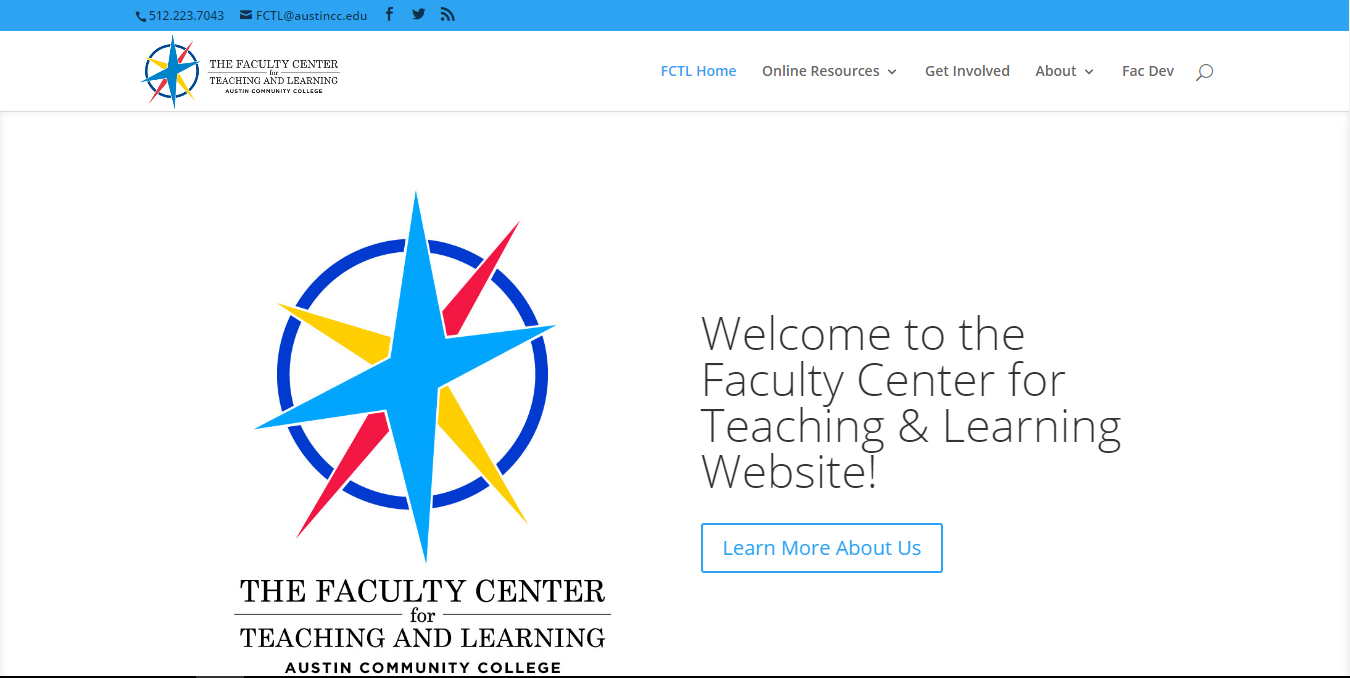 512.223.7043 FCTL@austincc.edu
THE FACULTY CENTER
for
TEACHING AND LEARNING
AUSTIN COMMUNITY COLLEGE
FCTL Home Online Resources Get Involved About Fac Dev
THE FACULTY CENTER
for
TEACHING AND LEARNING
AUSTIN COMMUNITY COLLEGE
Welcome to the
Faculty Center for
Teaching & Learning
Website!
Learn More About Us